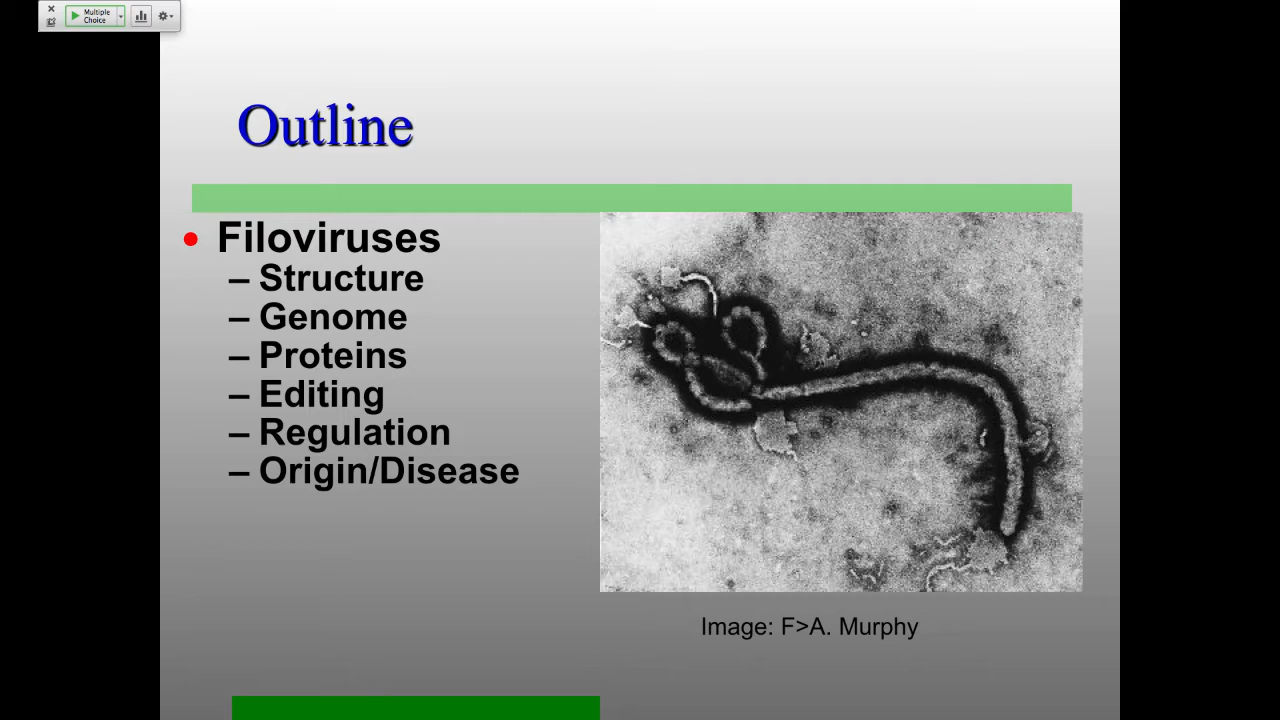 Multiple
Choice
Outline
• Filoviruses
– Structure
– Genome
– Proteins
– Editing
– Regulation
– Origin/Disease
Image: F>A. Murphy